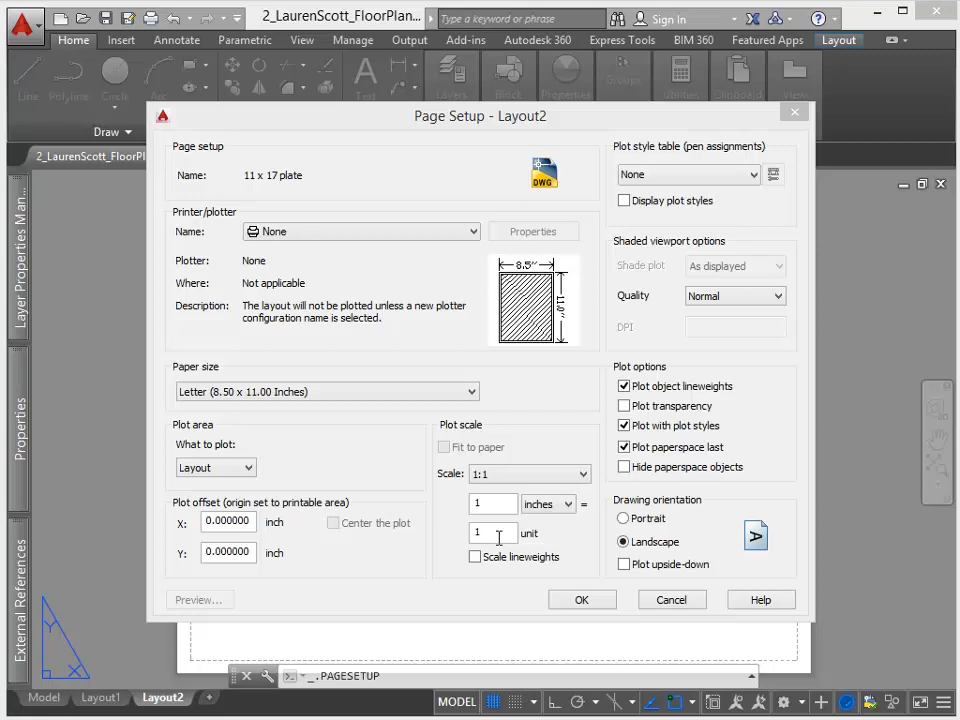 2_LaurenScott_FloorPlan...
Type a keyword or phrase
Sign In
Home Insert Annotate Parametric View Manage Output Add-ins Autodesk 360 Express Tools BIM 360 Featured Apps Layout
Line Polyline Circle Arc Text Layers Block Properties Groups Utilities Clipboard View
Draw
2_LaurenScott_FloorPl
Page Setup - Layout2
Page setup
Name: 11 x 17 plate
DWG
Printer/plotter
Name: None
Properties
Plotter: None
Where: Not applicable
Description: The layout will not be plotted unless a new plotter
configuration name is selected.
8.5''
11.0''
Paper size
Letter (8.50 x 11.00 Inches)
Plot area
What to plot:
Layout
Plot offset (origin set to printable area)
X: 0.000000 inch
Center the plot
Y: 0.000000 inch
Plot scale
Fit to paper
Scale: 1:1
1 inches =
1 unit
Scale lineweights
Plot style table (pen assignments)
None
Display plot styles
Shaded viewport options
Shade plot As displayed
Quality Normal
DPI
Plot options
Plot object lineweights
Plot transparency
Plot with plot styles
Plot paperspace last
Hide paperspace objects
Drawing orientation
Portrait
Landscape
Plot upside-down
A
Preview...
OK Cancel Help
Layer Properties Man...
Properties
External References
Y
X
_.PAGESETUP
Model Layout1 Layout2 +
MODEL